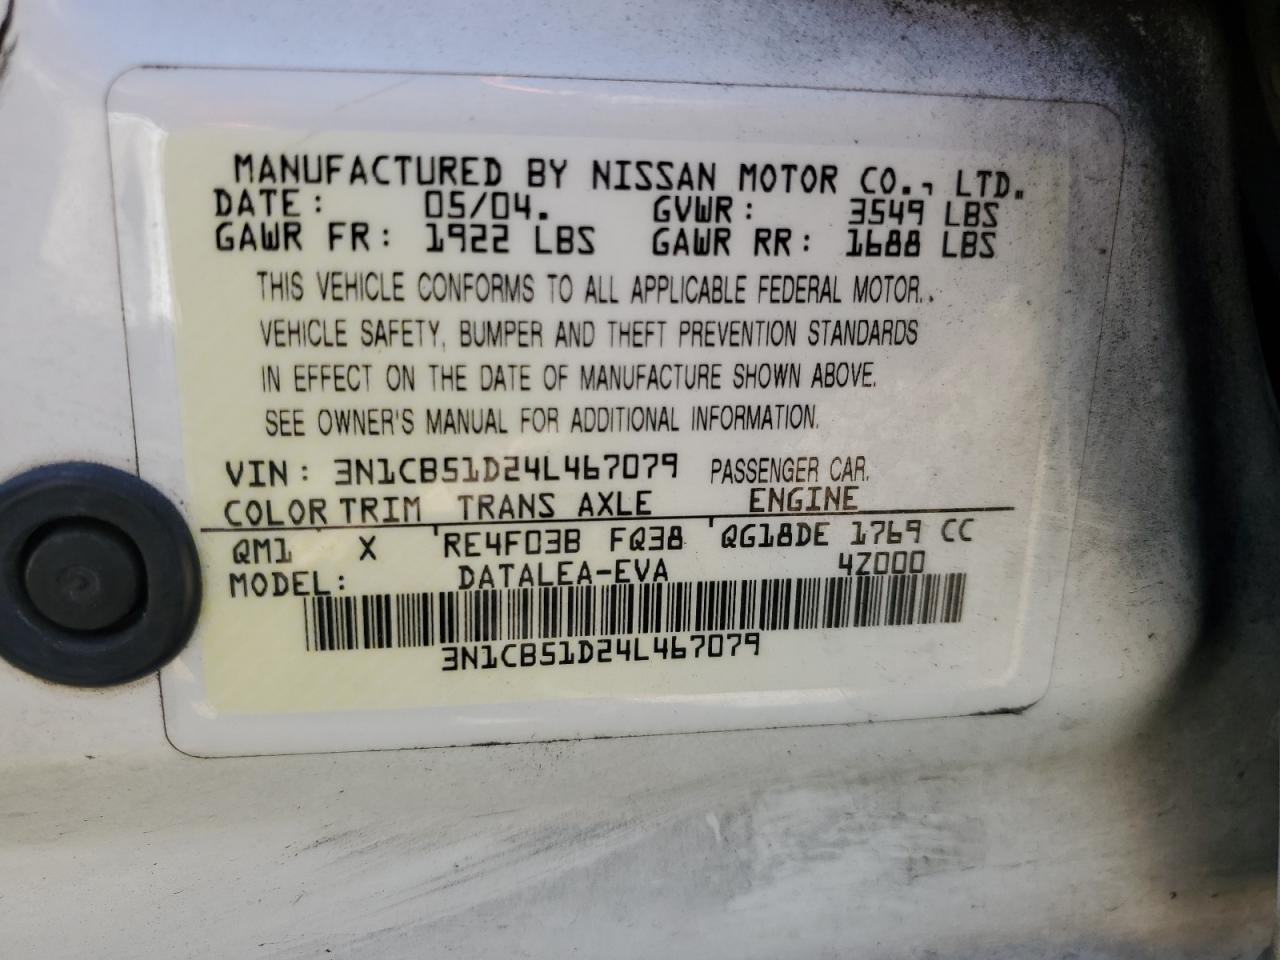 MANUFACTURED BY NISSAN MOTOR CO., LTD.
DATE: 05/04. GVWR: 3549 LBS
GAWR FR: 1922 LBS GAWR RR: 1688 LBS
THIS VEHICLE CONFORMS TO ALL APPLICABLE FEDERAL MOTOR.
VEHICLE SAFETY, BUMPER AND THEFT PREVENTION STANDARDS
IN EFFECT ON THE DATE OF MANUFACTURE SHOWN ABOVE.
SEE OWNER'S MANUAL FOR ADDITIONAL INFORMATION.
VIN: 3N1CB51D24L467079 PASSENGER CAR.
COLOR TRIM TRANS AXLE ENGINE
QM1 X RE4F03B FQ38 QG18DE 1769 CC
MODEL: DATALEA-EVA 4Z000
3N1CB51D24L467079